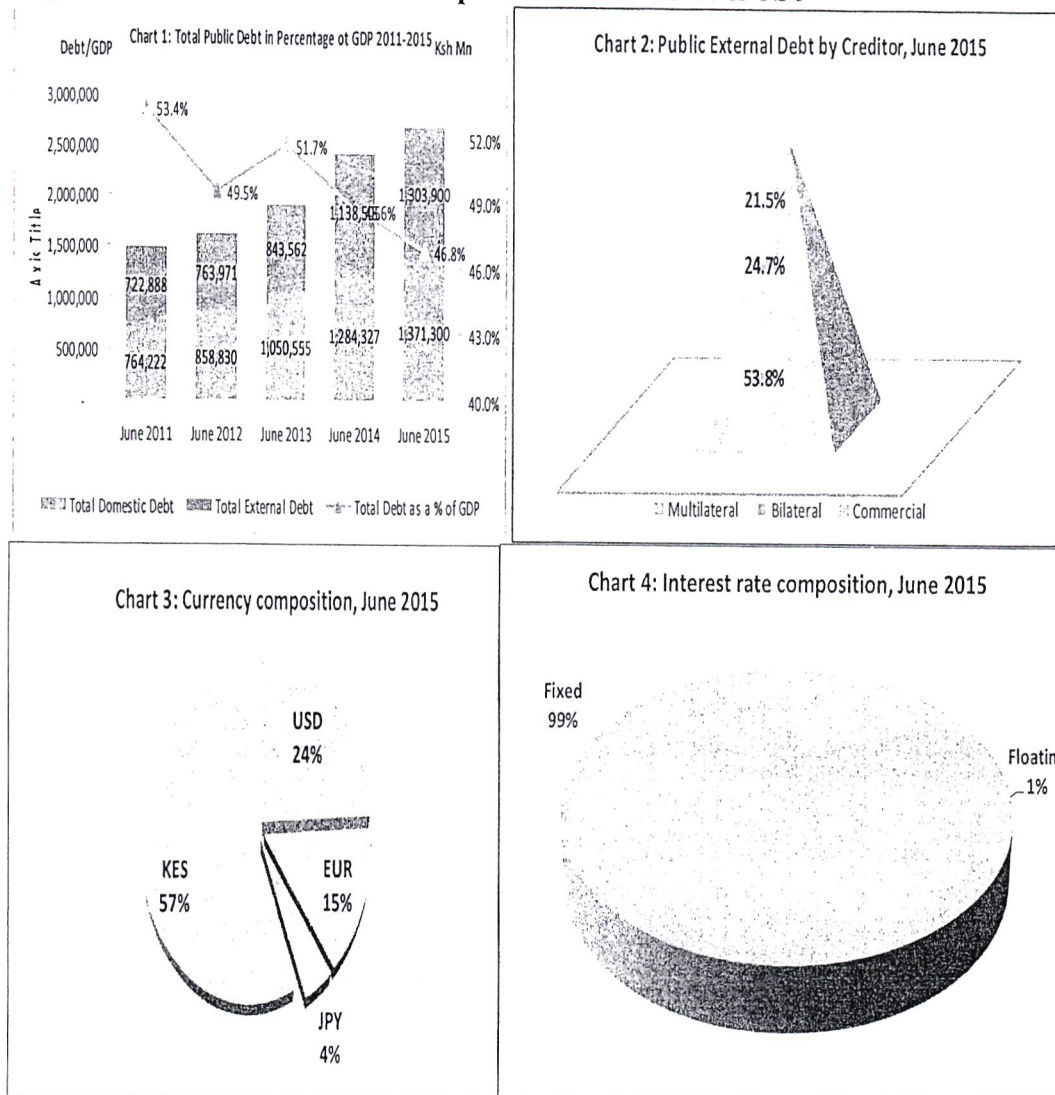 Chart 1: Total Public Debt in Percentage of GDP 2011-2015
Debt/GDP
Ksh Mn
3,000,000
2,500,000
2,000,000
1,500,000
1,000,000
500,000
-
Axic Title
53.4%
49.5%
51.7%
46.8%
52.0%
49.0%
46.0%
43.0%
40.0%
722,888
763,971
843,562
1,303,900
764,222
858,830
1,050,555
1,284,327
1,371,300
June 2011 June 2012 June 2013 June 2014 June 2015
Total Domestic Debt Total External Debt Total Debt as a % of GDP
Chart 2: Public External Debt by Creditor, June 2015
21.5%
24.7%
53.8%
Multilateral Bilateral Commercial
Chart 3: Currency composition, June 2015
USD
24%
KES
57%
EUR
15%
JPY
4%
Chart 4: Interest rate composition, June 2015
Fixed
99%
Floatin
1%